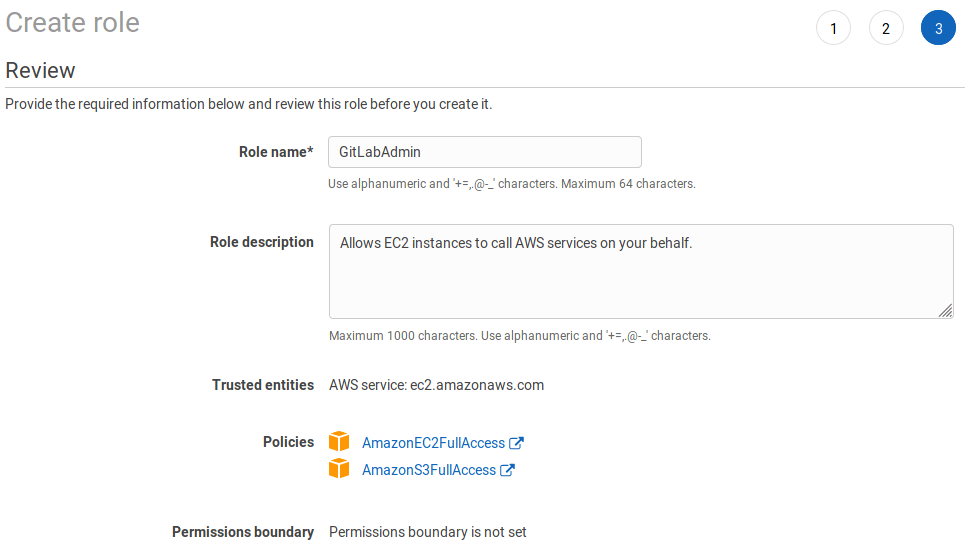 Create role
1 2 3
Review
Provide the required information below and review this role before you create it.
Role name* GitLabAdmin
Use alphanumeric and '+=,.@-_' characters. Maximum 64 characters.
Role description Allows EC2 instances to call AWS services on your behalf.
Maximum 1000 characters. Use alphanumeric and '+=,.@-_' characters.
Trusted entities AWS service: ec2.amazonaws.com
Policies AmazonEC2FullAccess
AmazonS3FullAccess
Permissions boundary Permissions boundary is not set